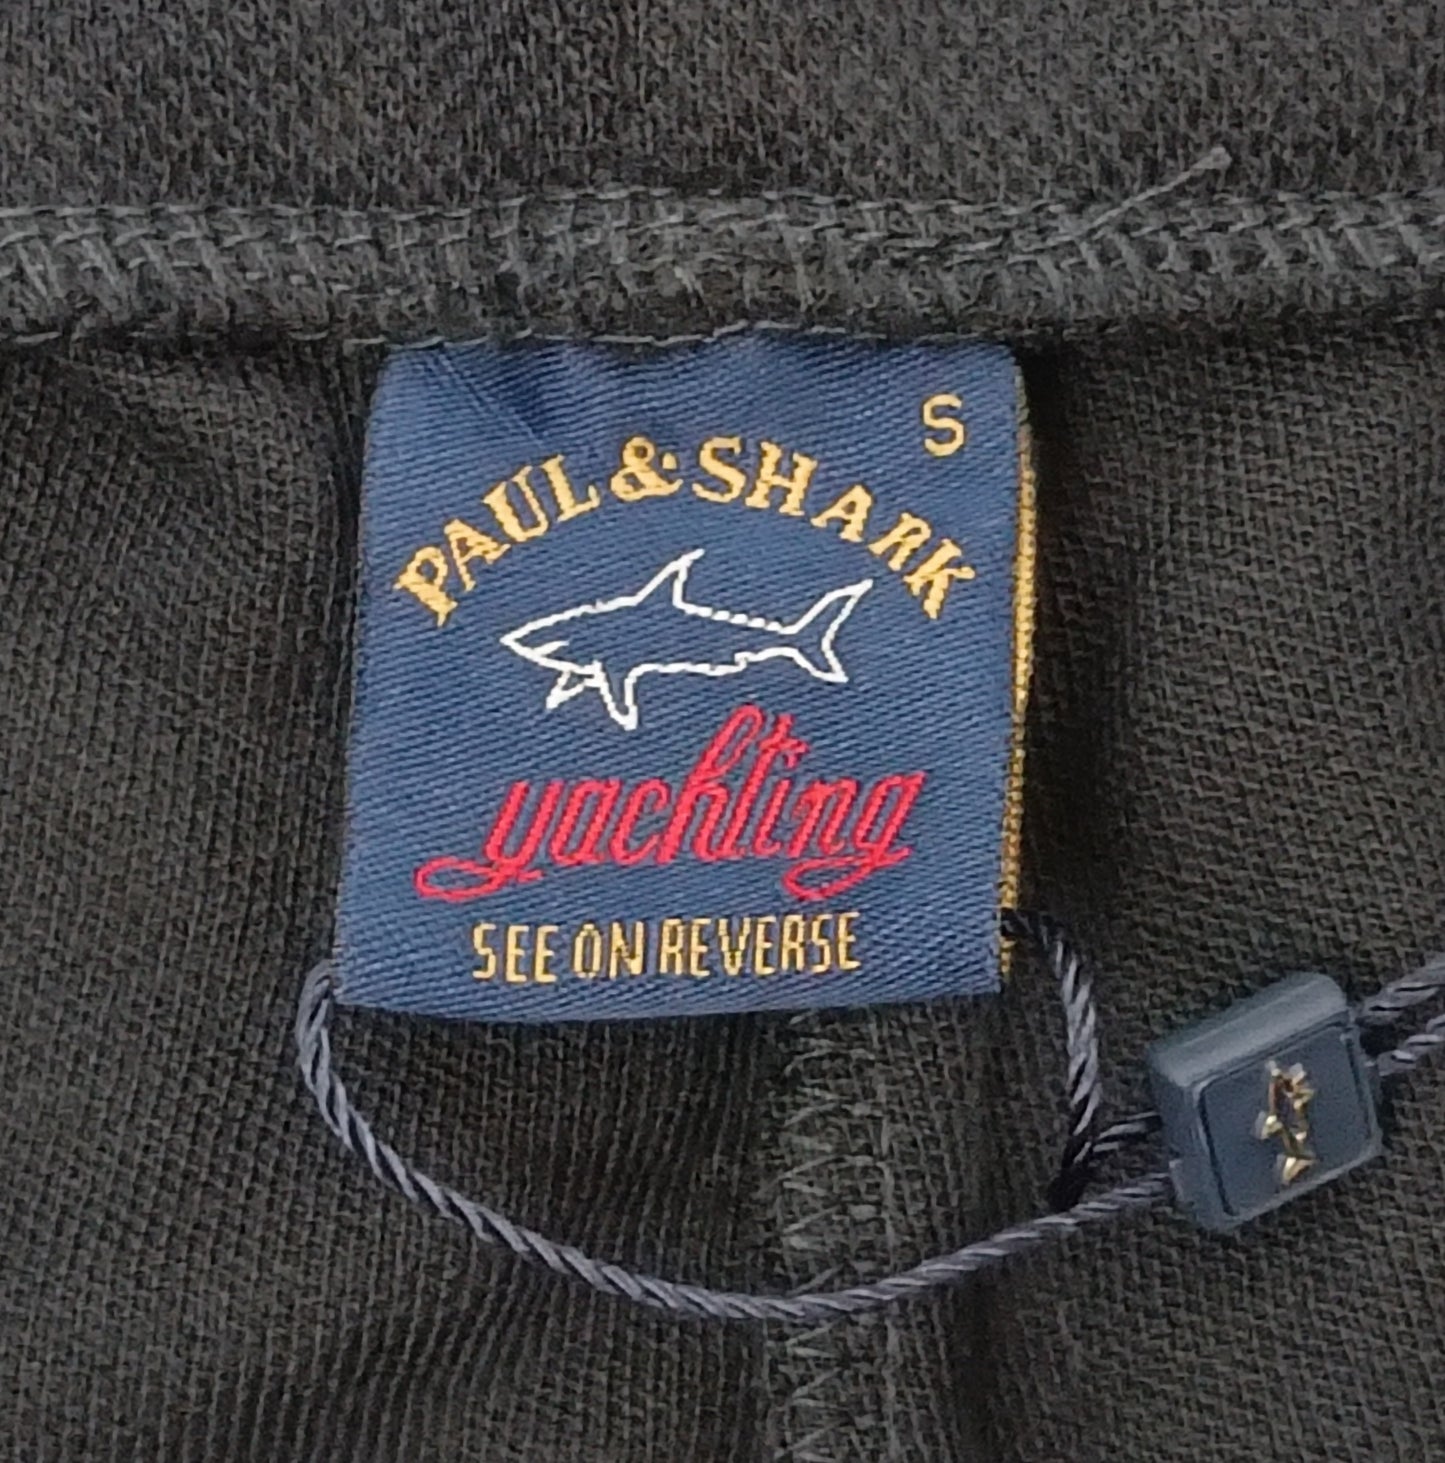 S
PAUL & SHARK
yachting
SEE ON REVERSE